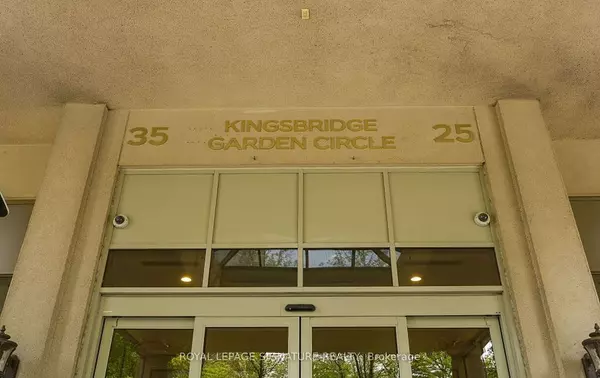 35 KINGSBRIDGE 25
GARDEN CIRCLE
ROYAL LEPAGE SIGNATURE REALTY, Brokerage